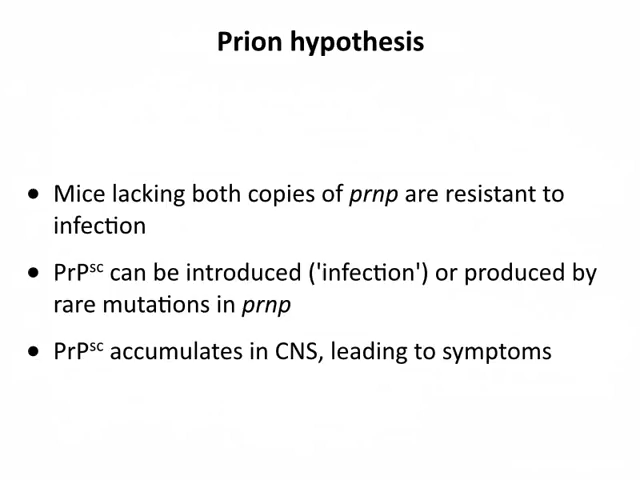 Prion hypothesis
• Mice lacking both copies of prnp are resistant to
infection
• PrPsc can be introduced ('infection') or produced by
rare mutations in prnp
• PrPsc accumulates in CNS, leading to symptoms